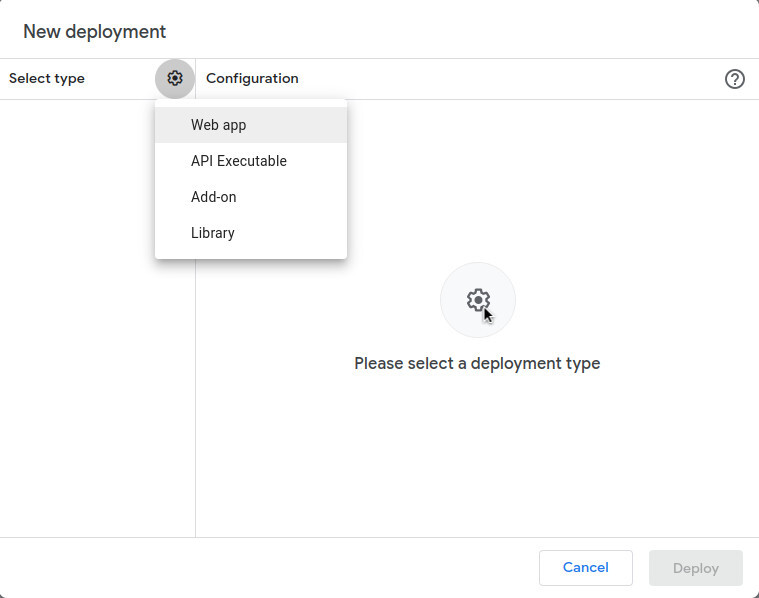 New deployment
Select type
Configuration
Web app
API Executable
Add-on
Library
Please select a deployment type
Cancel
Deploy